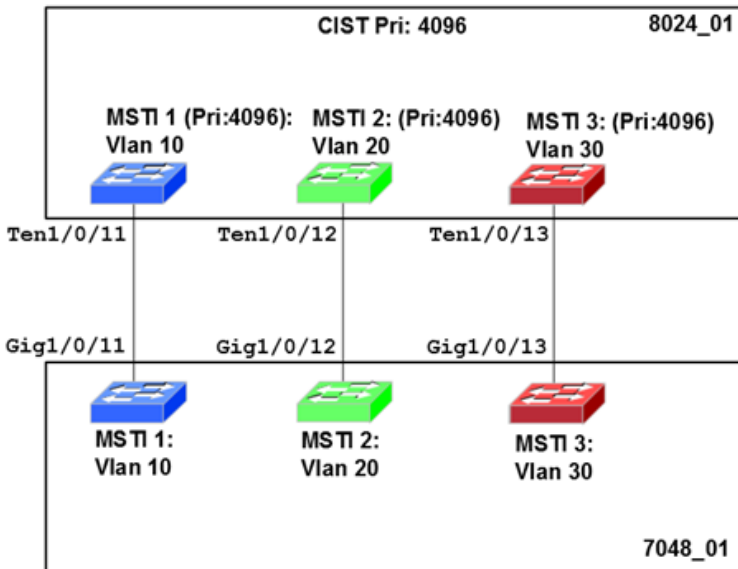 CIST Pri: 4096
8024_01
MSTI 1 (Pri:4096):
Vlan 10
MSTI 2: (Pri:4096)
Vlan 20
MSTI 3: (Pri:4096)
Vlan 30
Ten1/0/11
Ten1/0/12
Ten1/0/13
Gig1/0/11
Gig1/0/12
Gig1/0/13
MSTI 1:
Vlan 10
MSTI 2:
Vlan 20
MSTI 3:
Vlan 30
7048_01